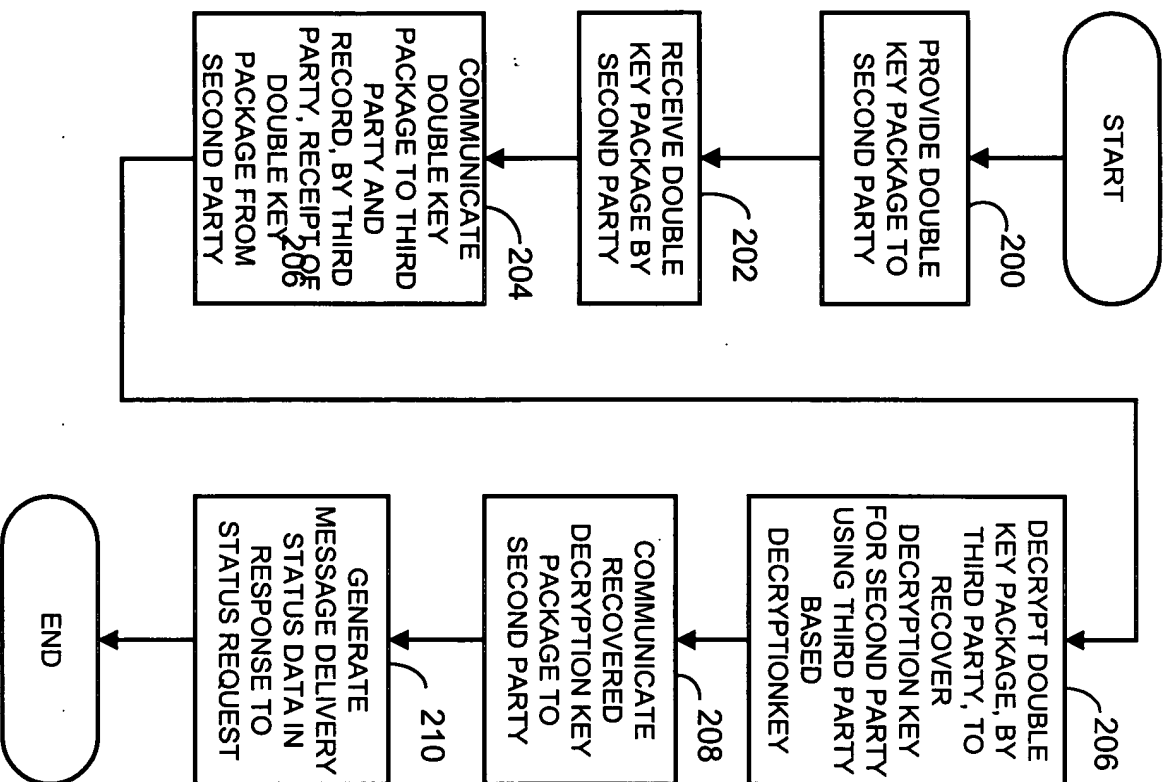 START
PROVIDE DOUBLE
KEY PACKAGE TO
SECOND PARTY
200
RECEIVE DOUBLE
KEY PACKAGE BY
SECOND PARTY
202
COMMUNICATE
DOUBLE KEY
PACKAGE TO THIRD
PARTY AND
RECORD, BY THIRD
PARTY, RECEIPT OF
DOUBLE KEY
PACKAGE FROM
SECOND PARTY
204
206
DECRYPT DOUBLE
KEY PACKAGE, BY
THIRD PARTY, TO
RECOVER
DECRYPTION KEY
FOR SECOND PARTY
USING THIRD PARTY
BASED
DECRYPTIONKEY
206
COMMUNICATE
RECOVERED
DECRYPTION KEY
PACKAGE TO
SECOND PARTY
208
GENERATE
MESSAGE DELIVERY
STATUS DATA IN
RESPONSE TO
STATUS REQUEST
210
END